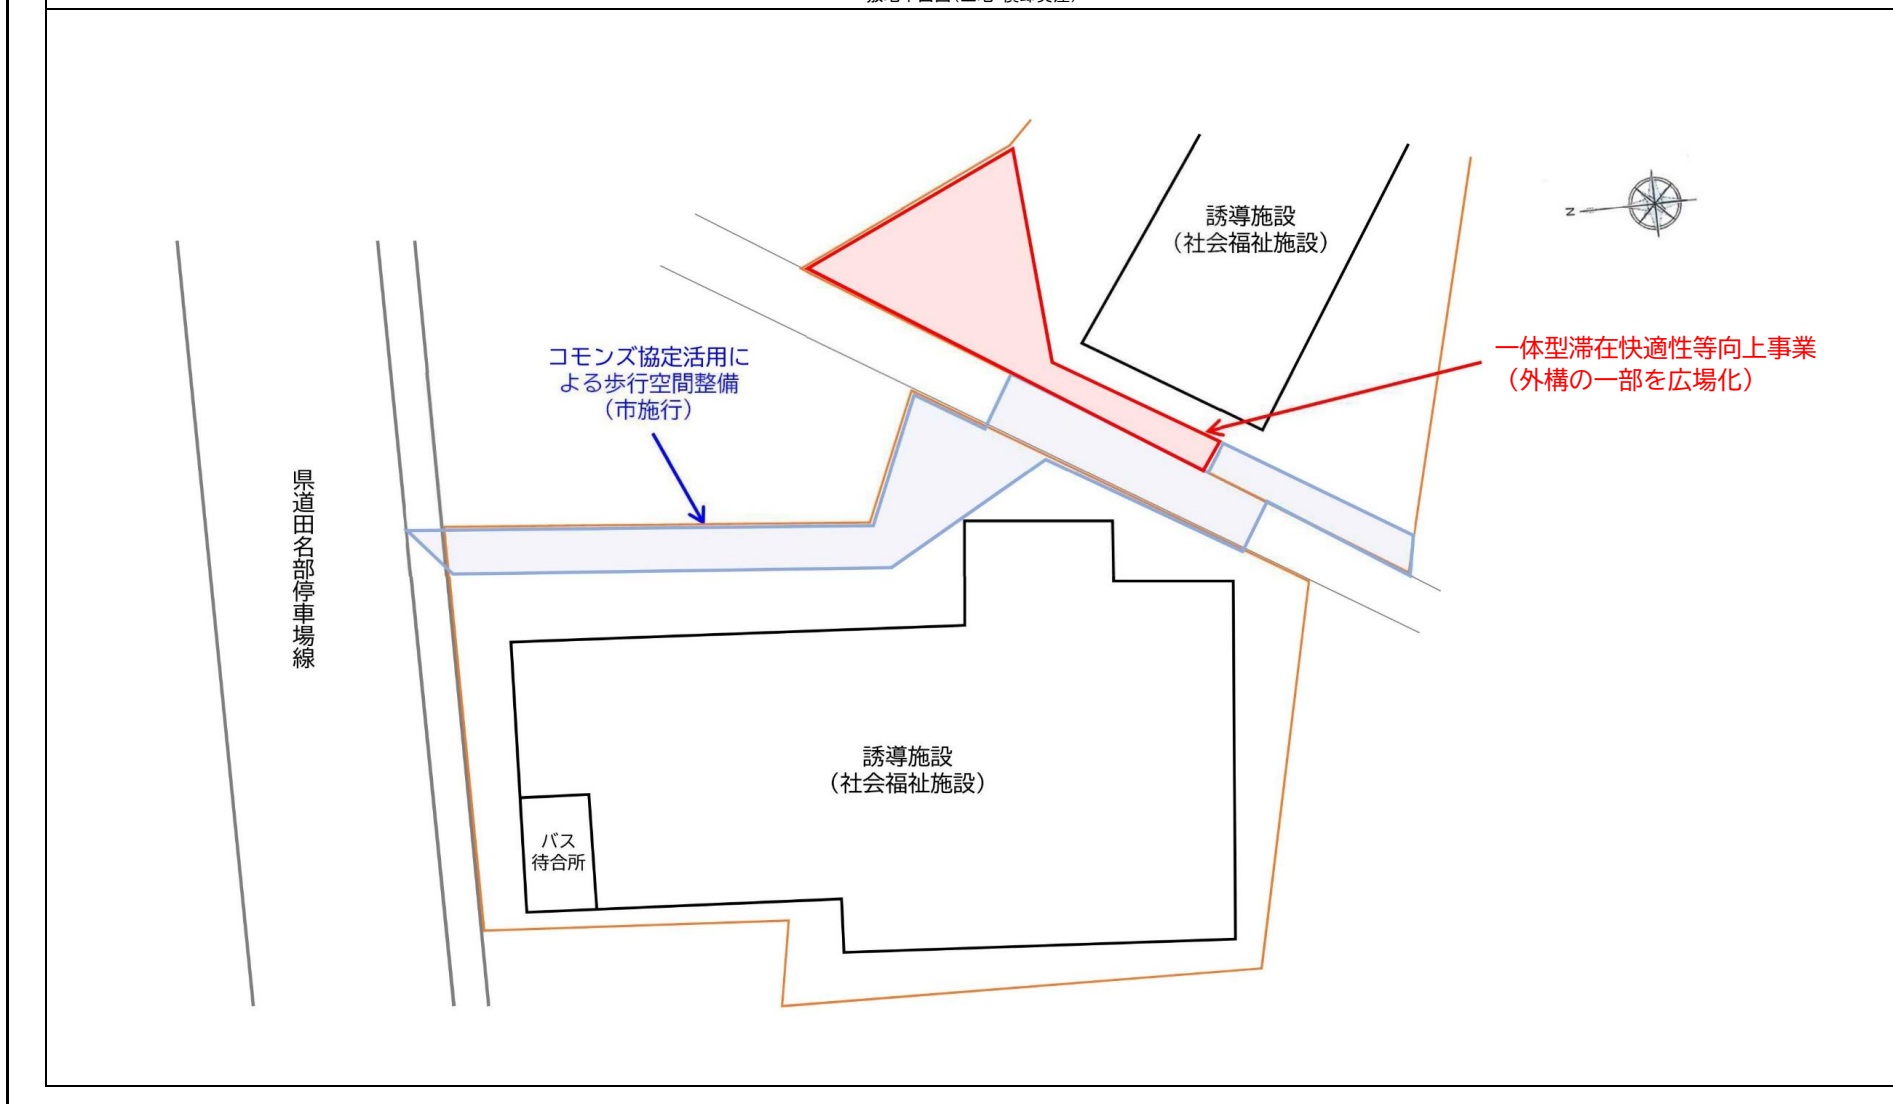 誘導施設
（社会福祉施設）
N
一体型滞在快適性等向上事業
（外構の一部を広場化）
コモンズ協定活用に
よる歩行空間整備
（市施行）
県道田名部停車場線
誘導施設
（社会福祉施設）
バス
待合所